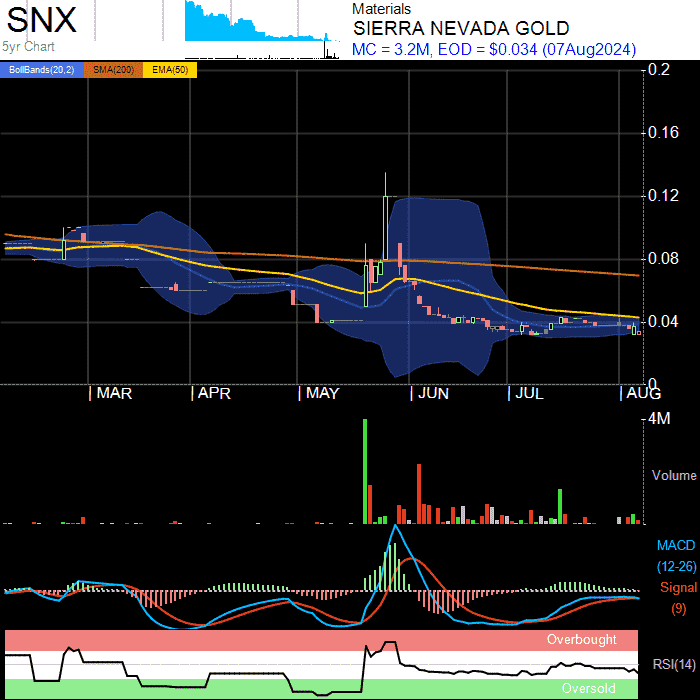 SNX
5yr Chart
Materials
SIERRA NEVADA GOLD
MC = 3.2M, EOD = $0.034 (07Aug2024)
BollBands(20,2) SMA(200) EMA(50)
0.2
0.16
0.12
0.08
0.04
0
| MAR | APR | MAY | JUN | JUL | AUG
4M
Volume
MACD
(12-26)
Signal
(9)
Overbought
RSI(14)
Oversold